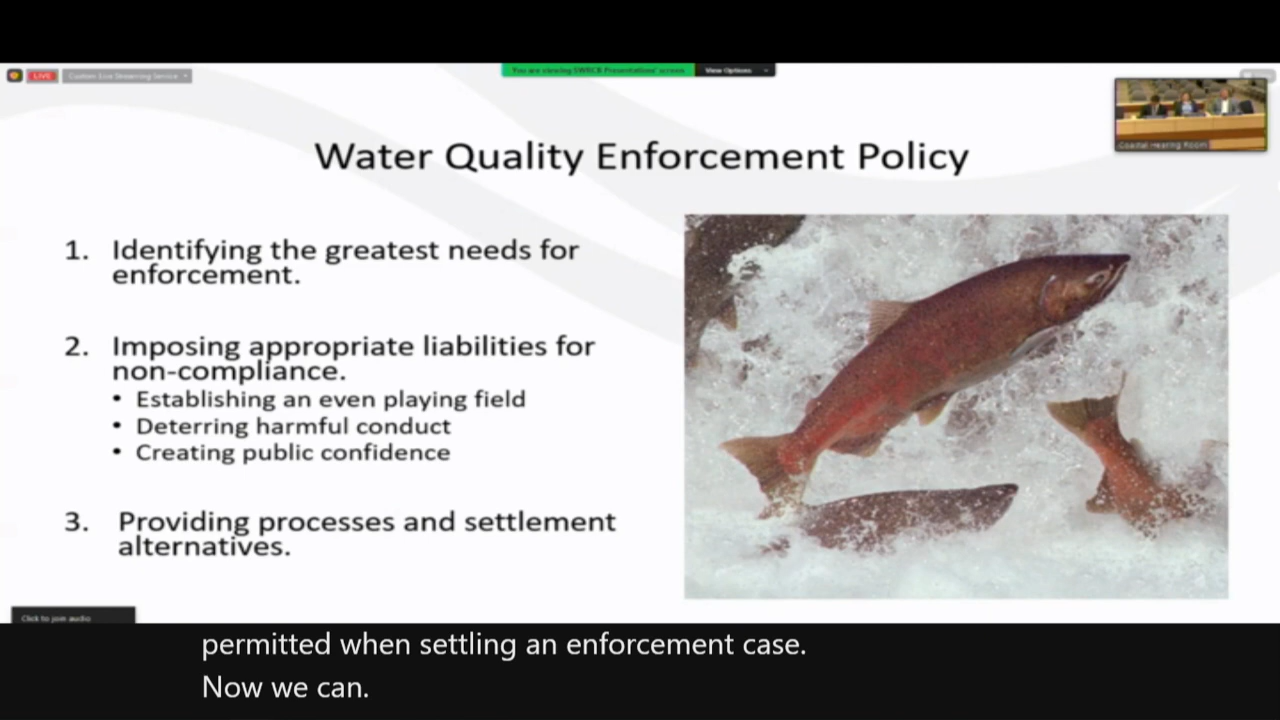 LIVE
Custom Live Streaming Service
You are viewing SWRCB Presentations' screen
View Options
Coastal Hearing Room
Water Quality Enforcement Policy
1. Identifying the greatest needs for
enforcement.
2. Imposing appropriate liabilities for
non-compliance.
• Establishing an even playing field
• Deterring harmful conduct
• Creating public confidence
3. Providing processes and settlement
alternatives.
Click to join audio
permitted when settling an enforcement case.
Now we can.